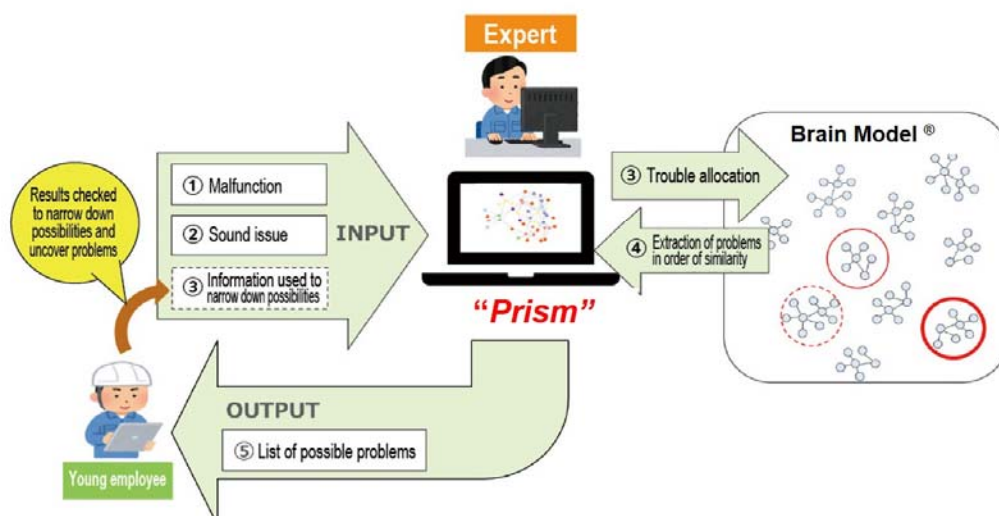 Expert
Brain Model ®
① Malfunction
② Sound issue
③ Information used to
narrow down possibilities
INPUT
③ Trouble allocation
④ Extraction of problems
in order of similarity
Results checked
to narrow down
possibilities and
uncover problems
“Prism”
OUTPUT
⑤ List of possible problems
Young employee